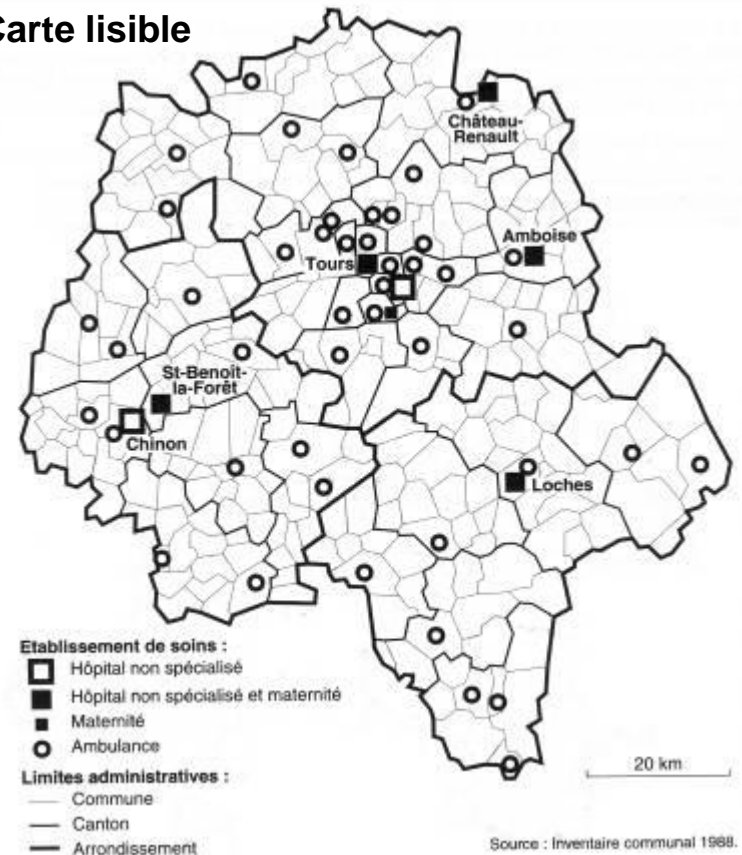 Carte lisible
Château-
Renault
Amboise
Tours
St-Benoît-
la-Forêt
Chinon
Loches
Etablissement de soins :
Hôpital non spécialisé
Hôpital non spécialisé et maternité
Maternité
Ambulance
Limites administratives :
Commune
Canton
Arrondissement
20 km
Source : Inventaire communal 1988.